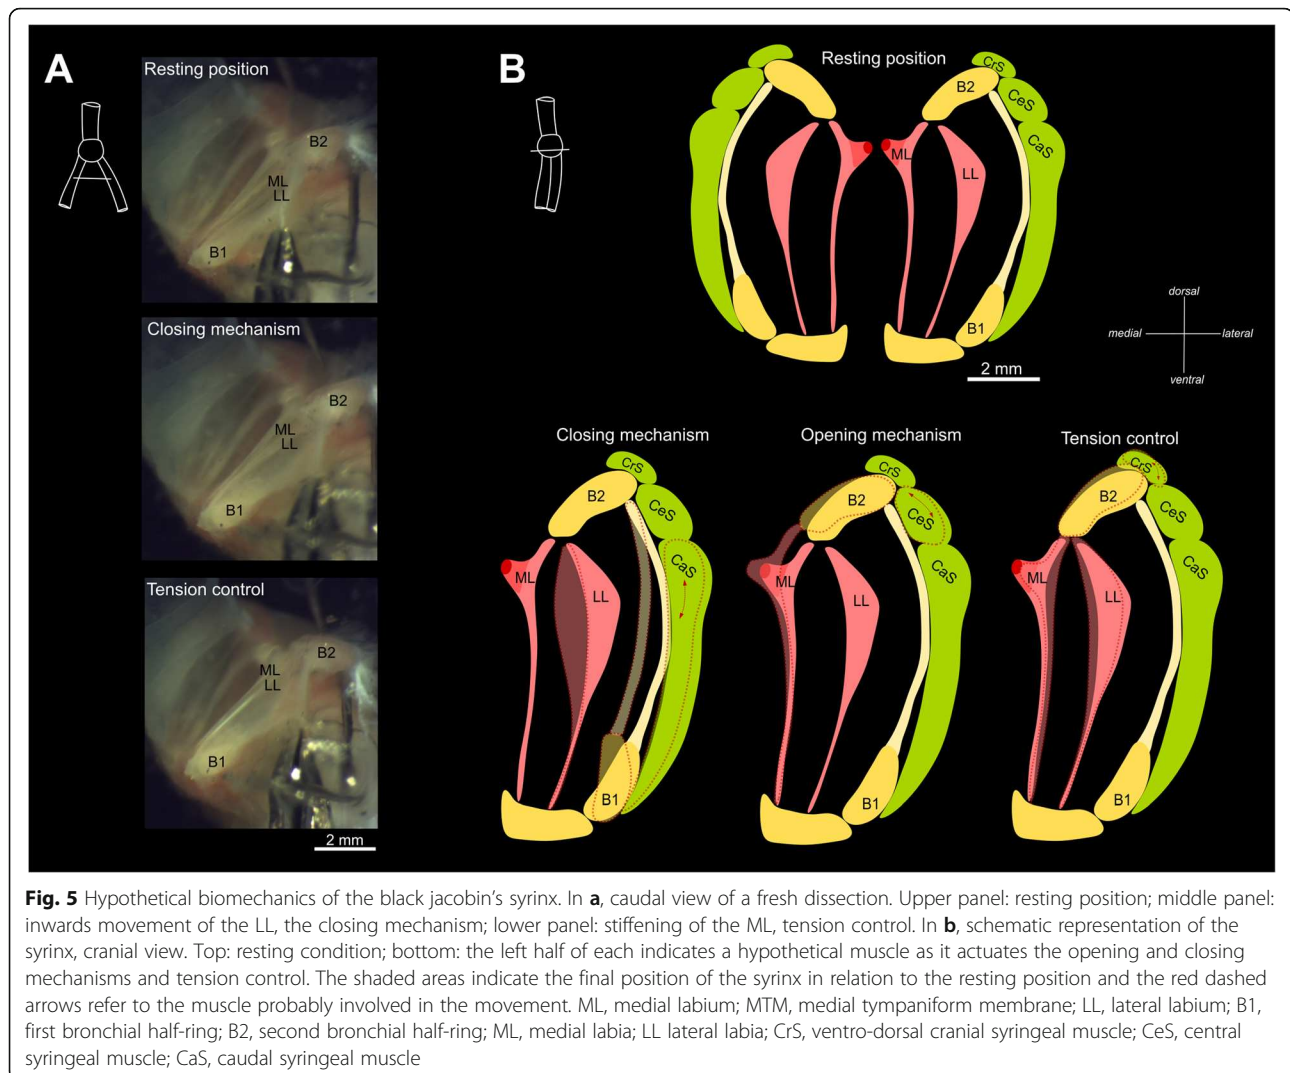 A
Resting position
B2
ML
LL
B1
Closing mechanism
B2
ML
LL
B1
Tension control
B2
ML
LL
B1
2 mm
B
Resting position
CrS
B2
CeS
CaS
ML
LL
B1
2 mm
dorsal
medial
lateral
ventral
Closing mechanism
CrS
B2
CeS
CaS
ML
LL
B1
Opening mechanism
CrS
B2
CeS
CaS
ML
LL
B1
Tension control
CrS
B2
CeS
CaS
ML
LL
B1
Fig. 5 Hypothetical biomechanics of the black jacobin's syrinx. In a, caudal view of a fresh dissection. Upper panel: resting position; middle panel:
inwards movement of the LL, the closing mechanism; lower panel: stiffening of the ML, tension control. In b, schematic representation of the
syrinx, cranial view. Top: resting condition; bottom: the left half of each indicates a hypothetical muscle as it actuates the opening and closing
mechanisms and tension control. The shaded areas indicate the final position of the syrinx in relation to the resting position and the red dashed
arrows refer to the muscle probably involved in the movement. ML, medial labium; MTM, medial tympaniform membrane; LL, lateral labium; B1,
first bronchial half-ring; B2, second bronchial half-ring; ML, medial labia; LL lateral labia; CrS, ventro-dorsal cranial syringeal muscle; CeS, central
syringeal muscle; CaS, caudal syringeal muscle